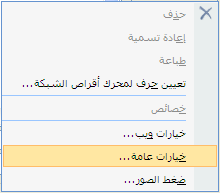 حذف
إعادة تسمية
طباعة
تعيين حرف لمحرك أقراص الشبكة...
خصائص
خيارات ويب...
خيارات عامة...
ضغط الصور...